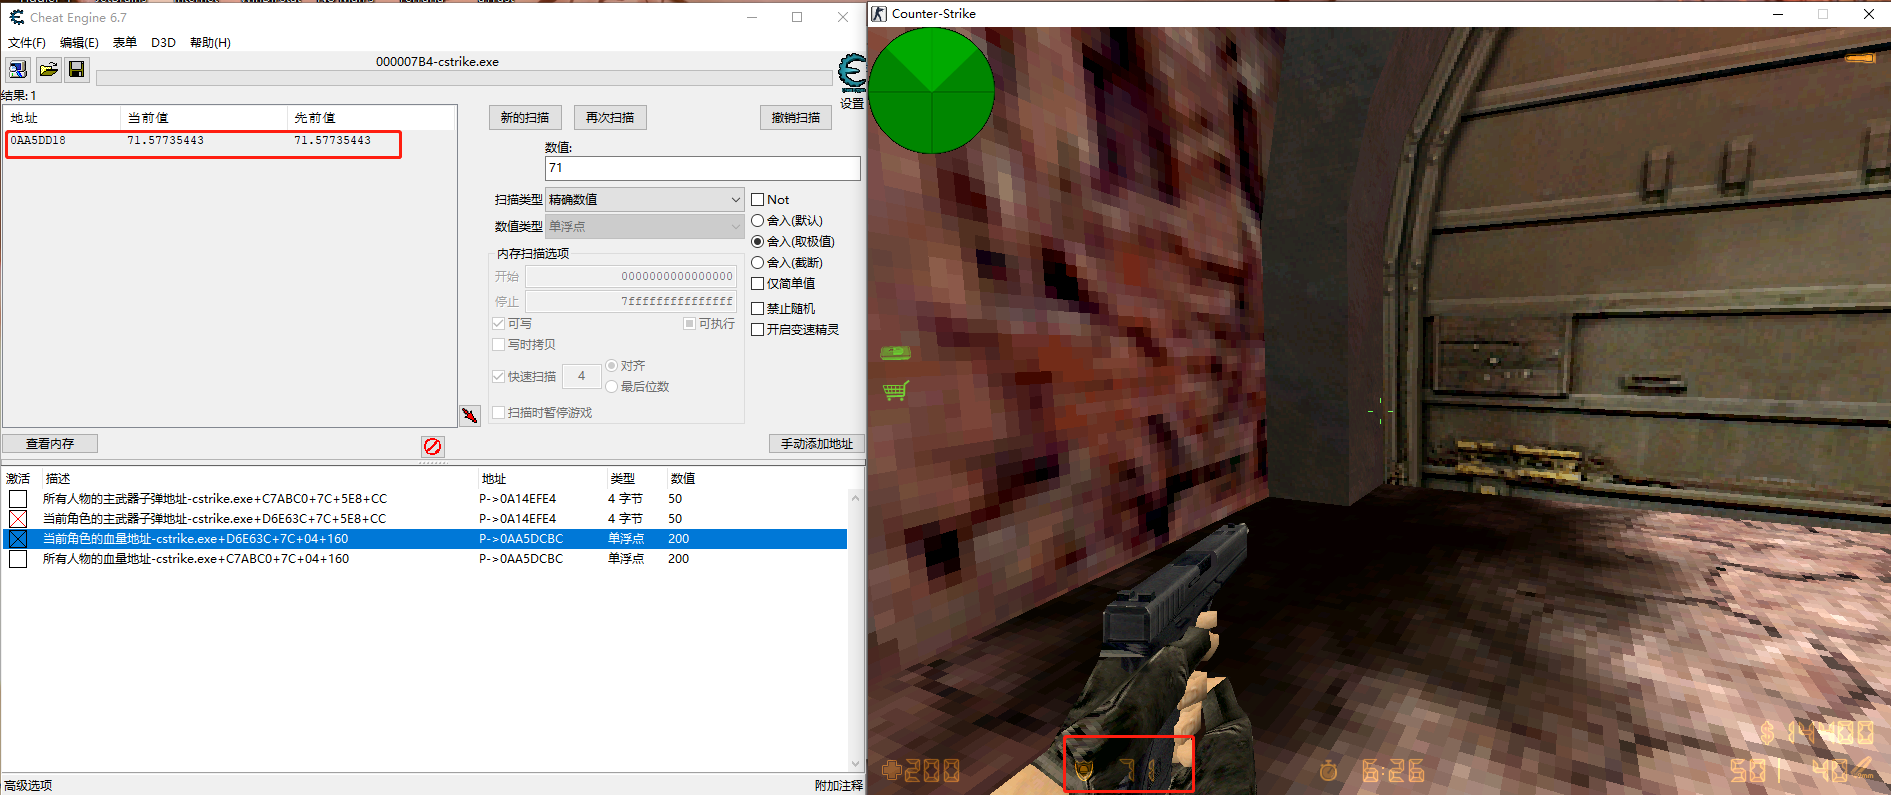 Cheat Engine 6.7
文件(F) 编辑(E) 表单 D3D 帮助(H)
000007B4-cstrike.exe
设置
结果: 1
地址 当前值 先前值
0AA5DD18 71.57735443 71.57735443
新的扫描 再次扫描 撤销扫描
数值:
71
扫描类型 精确数值 Not
数值类型 单浮点 舍入(默认)
舍入(取极值)
舍入(截断)
内存扫描选项
开始 0000000000000000
仅简单值
停止 7fffffffffffffff
禁止随机
可写 可执行
开启变速精灵
写时拷贝
快速扫描 4 对齐
最后位数
扫描时暂停游戏
查看内存 手动添加地址
激活 描述 地址 类型 数值
所有人物的主武器子弹地址-cstrike.exe+C7ABC0+7C+5E8+CC P->0A14EFE4 4 字节 50
当前角色的主武器子弹地址-cstrike.exe+D6E63C+7C+5E8+CC P->0A14EFE4 4 字节 50
当前角色的血量地址-cstrike.exe+D6E63C+7C+04+160 P->0AA5DCBC 单浮点 200
所有人物的血量地址-cstrike.exe+C7ABC0+7C+04+160 P->0AA5DCBC 单浮点 200
高级选项 附加注释
Counter-Strike
$ 14400
200 71 6:26 50| 40